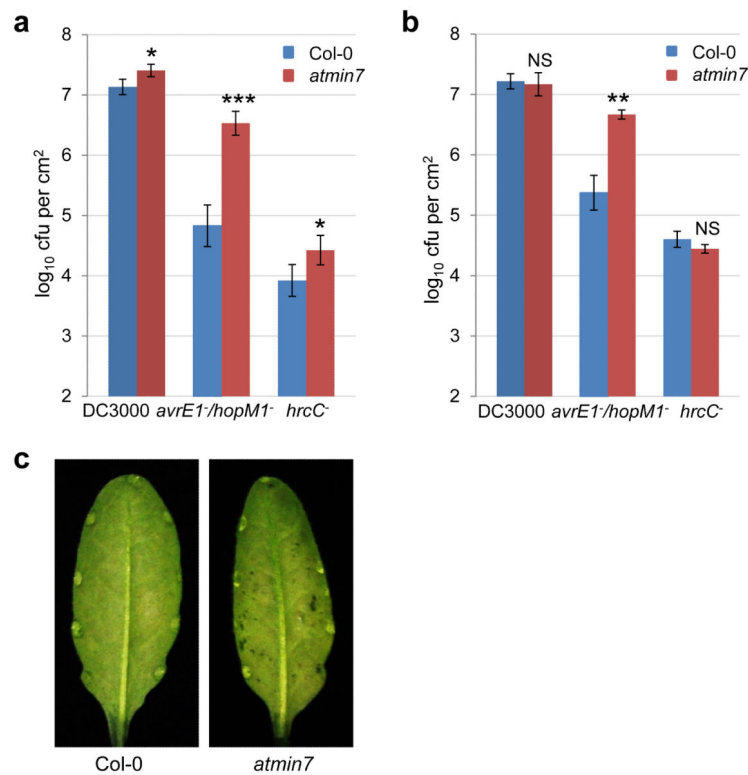 a
8
7
6
5
4
3
2
log10 cfu per cm2
Col-0
atmin7
*
***
*
DC3000 avrE1-/hopM1- hrcC-
b
8
7
6
5
4
3
2
log10 cfu per cm2
Col-0
atmin7
NS
**
NS
DC3000 avrE1-/hopM1- hrcC-
c
Col-0 atmin7